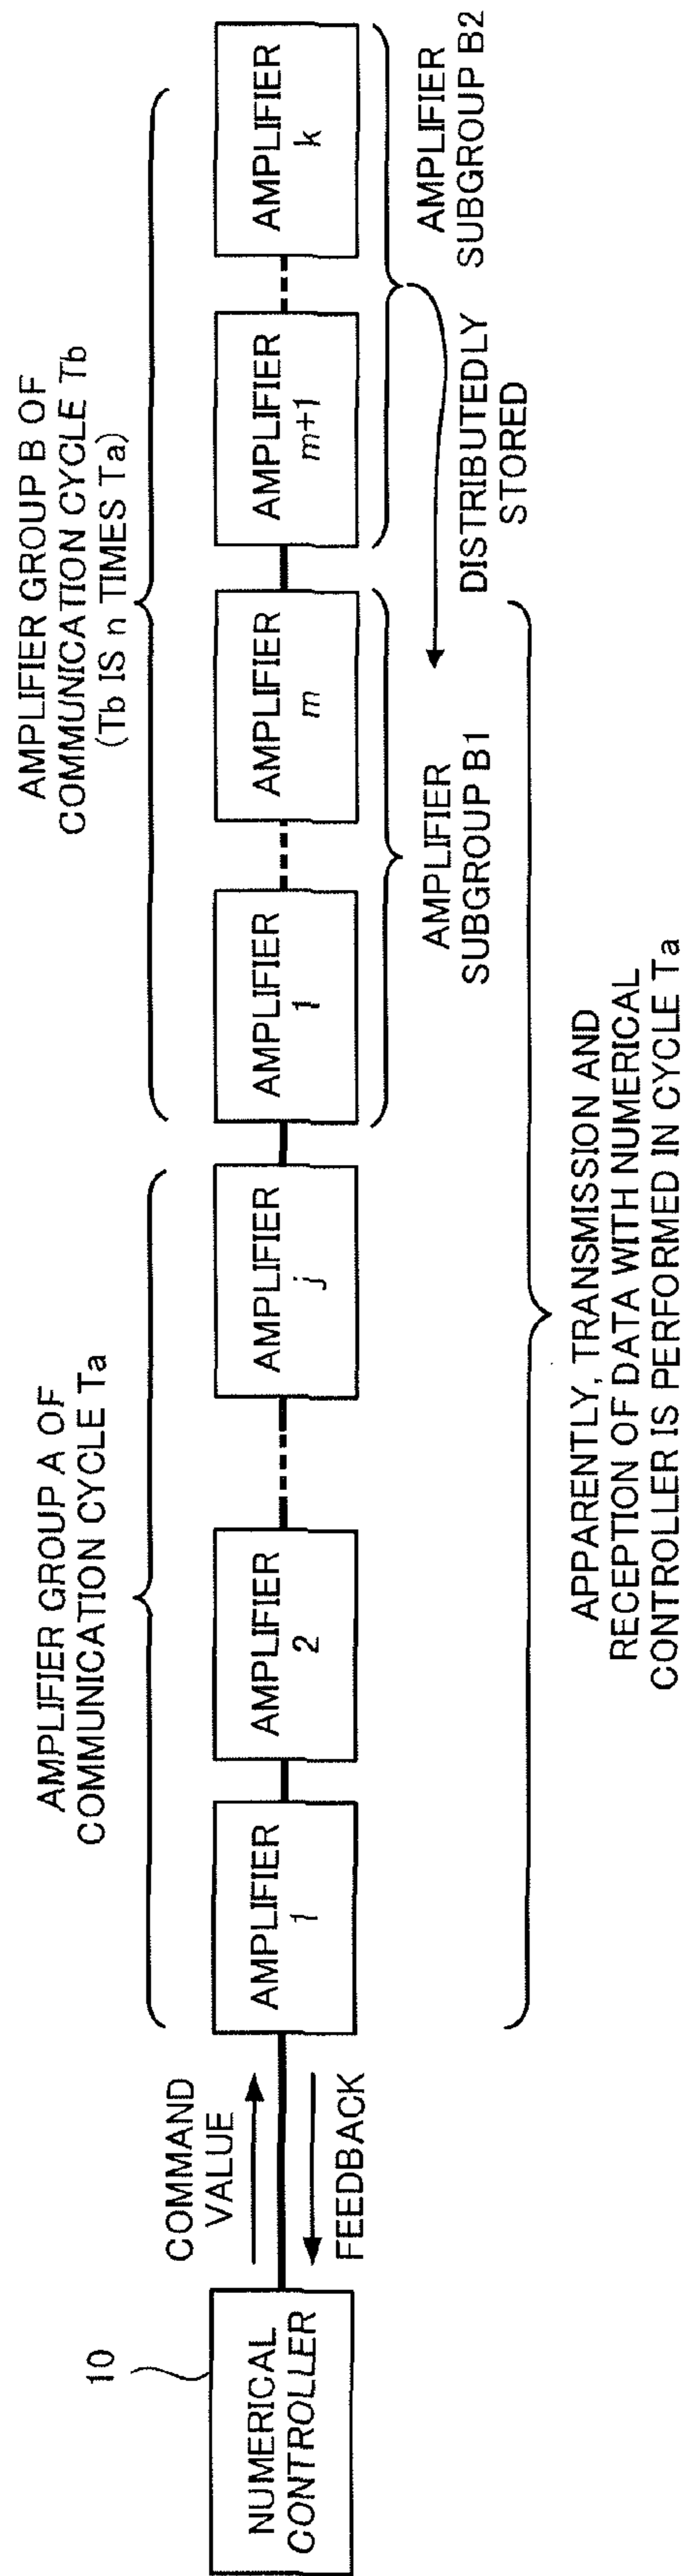 AMPLIFIER GROUP A OF
COMMUNICATION CYCLE Ta
AMPLIFIER GROUP B OF
COMMUNICATION CYCLE Tb
(Tb IS n TIMES Ta)
10
NUMERICAL
CONTROLLER
COMMAND
VALUE
FEEDBACK
AMPLIFIER
1
AMPLIFIER
2
AMPLIFIER
j
AMPLIFIER
1
AMPLIFIER
m
AMPLIFIER
m+1
AMPLIFIER
k
AMPLIFIER
SUBGROUP B1
DISTRIBUTEDLY
STORED
AMPLIFIER
SUBGROUP B2
APPARENTLY, TRANSMISSION AND
RECEPTION OF DATA WITH NUMERICAL
CONTROLLER IS PERFORMED IN CYCLE Ta